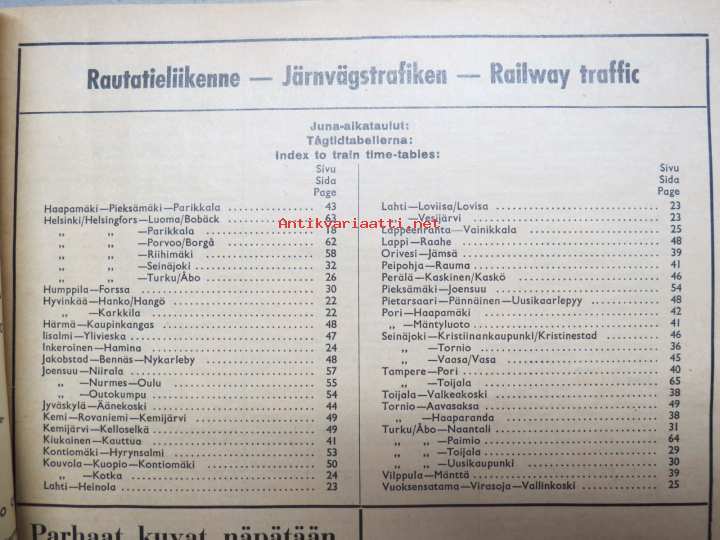 Rautatieliikenne — Järnvägstrafiken — Railway traffic
Juna-aikataulut:
Tågtidtabellerna:
Index to train time-tables:
Sivu
Sida
Page
Haapamäki—Pieksämäki—Parikkala 43
Helsinki/Helsingfors—Luoma/Bobäck 63
„ „ —Parikkala 18
„ „ —Porvoo/Borgå 62
„ „ —Riihimäki 58
„ „ —Seinäjoki 32
„ „ —Turku/Åbo 26
Humppila—Forssa 30
Hyvinkää—Hanko/Hangö 22
„ —Karkkila 22
Härmä—Kaupinkangas 48
Iisalmi—Ylivieska 47
Inkeroinen—Hamina 24
Jakobstad—Bennäs—Nykarleby 48
Joensuu—Niirala 57
„ —Nurmes—Oulu 55
„ —Outokumpu 54
Jyväskylä—Äänekoski 44
Kemi—Rovaniemi—Kemijärvi 49
Kemijärvi—Kelloselkä 49
Kiukainen—Kauttua 41
Kontiomäki—Hyrynsalmi 53
Kouvola—Kuopio—Kontiomäki 50
„ —Kotka 24
Lahti—Heinola 23
Sivu
Sida
Page
Lahti—Loviisa/Lovisa 23
„ —Vesijärvi 23
Lappeenranta—Vainikkala 25
Lappi—Raahe 48
Orivesi—Jämsä 39
Peipohja—Rauma 41
Perälä—Kaskinen/Kaskö 46
Pieksämäki—Joensuu 54
Pietarsaari—Pännäinen—Uusikaarlepyy 48
Pori—Haapamäki 42
„ —Mäntyluoto 41
Seinäjoki—Kristiinankaupunki/Kristinestad 46
„ —Tornio 36
„ —Vaasa/Vasa 45
Tampere—Pori 40
„ —Toijala 65
Toijala—Valkeakoski 38
Tornio—Aavasaksa 49
„ —Haaparanda 38
Turku/Åbo—Naantali 31
„ „ —Paimio 64
„ „ —Toijala 29
„ „ —Uusikaupunki 30
Vilppula—Mänttä 39
Vuoksensatama—Virasoja—Vallinkoski 25
Antikvariaatti.net
Parhaat kuvat näpätään